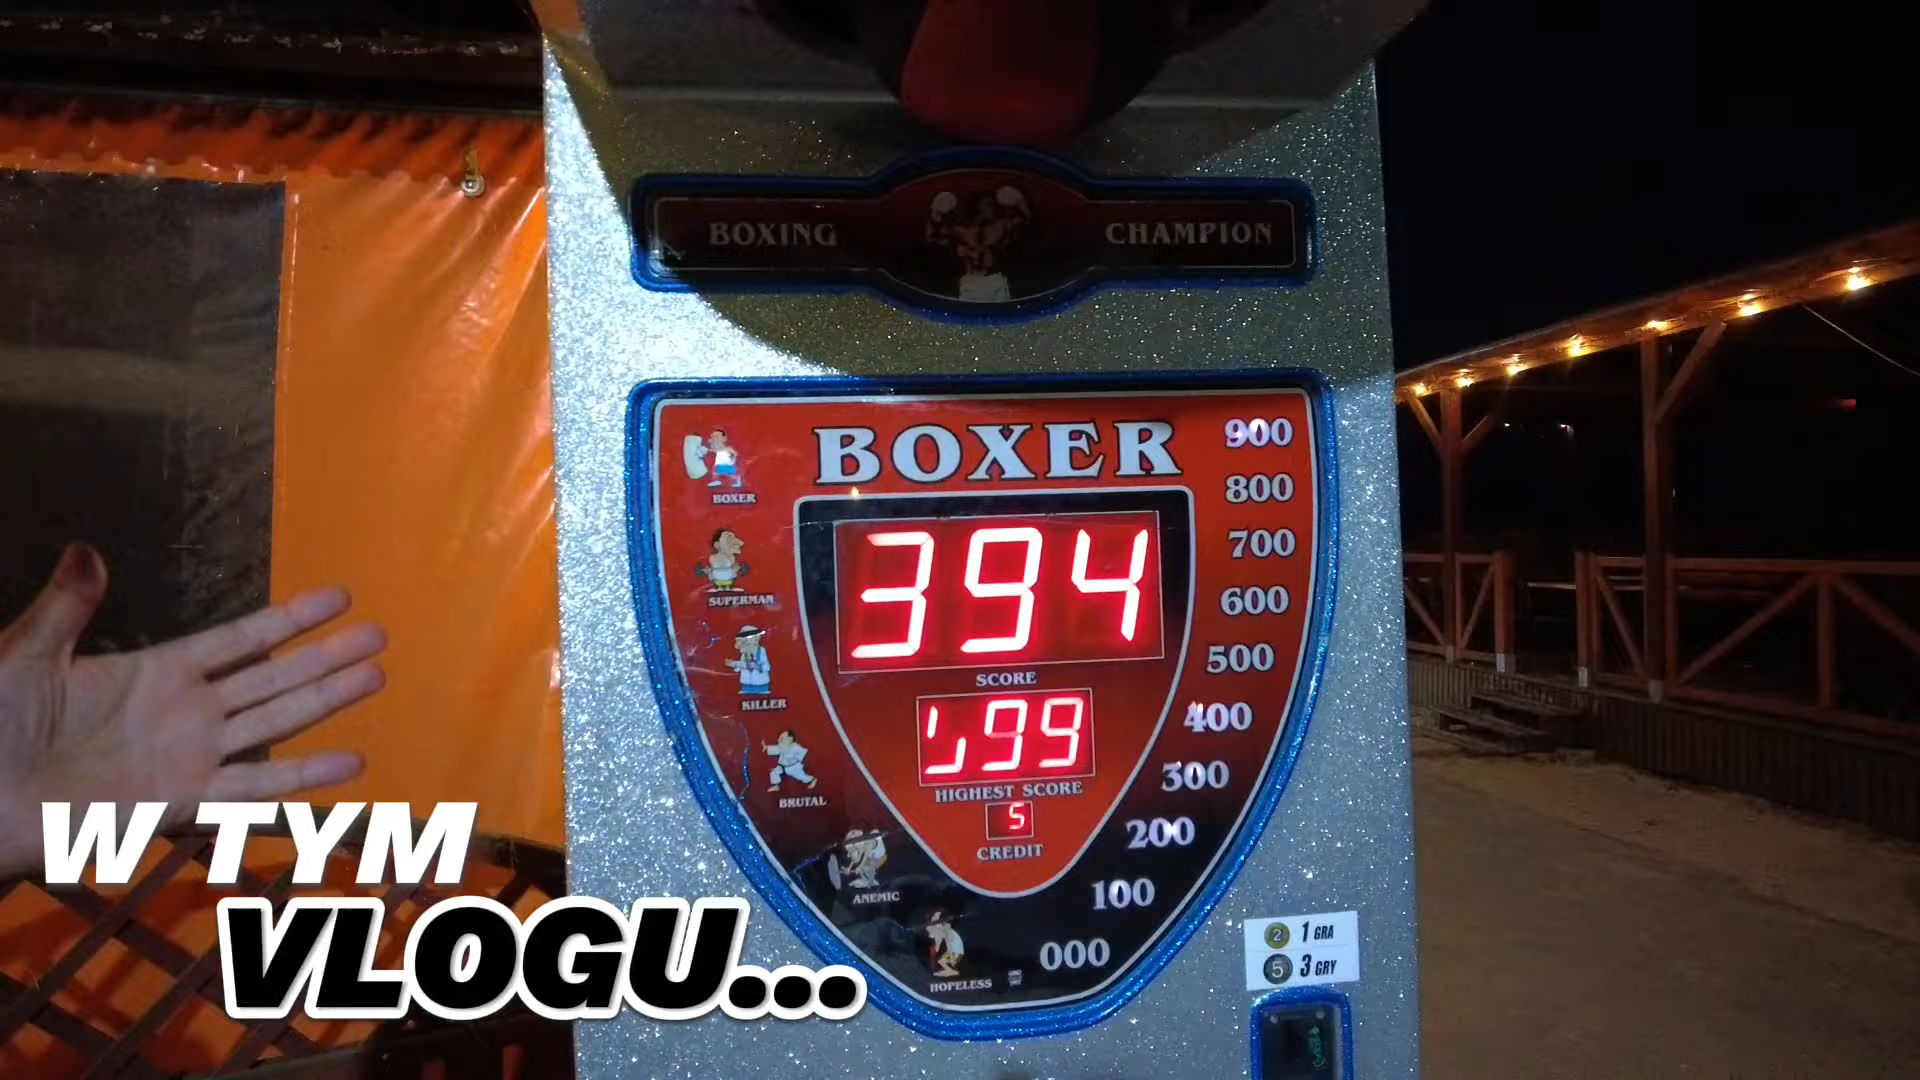 BOXING CHAMPION
BOXER
900
800
700
600
500
400
300
200
100
000
BOXER
SUPERMAN
KILLER
BRUTAL
ANEMIC
HOPELESS
394
SCORE
HIGHEST SCORE
5
CREDIT
2 1 GRA
5 3 GRY
W TYM
VLOGU...